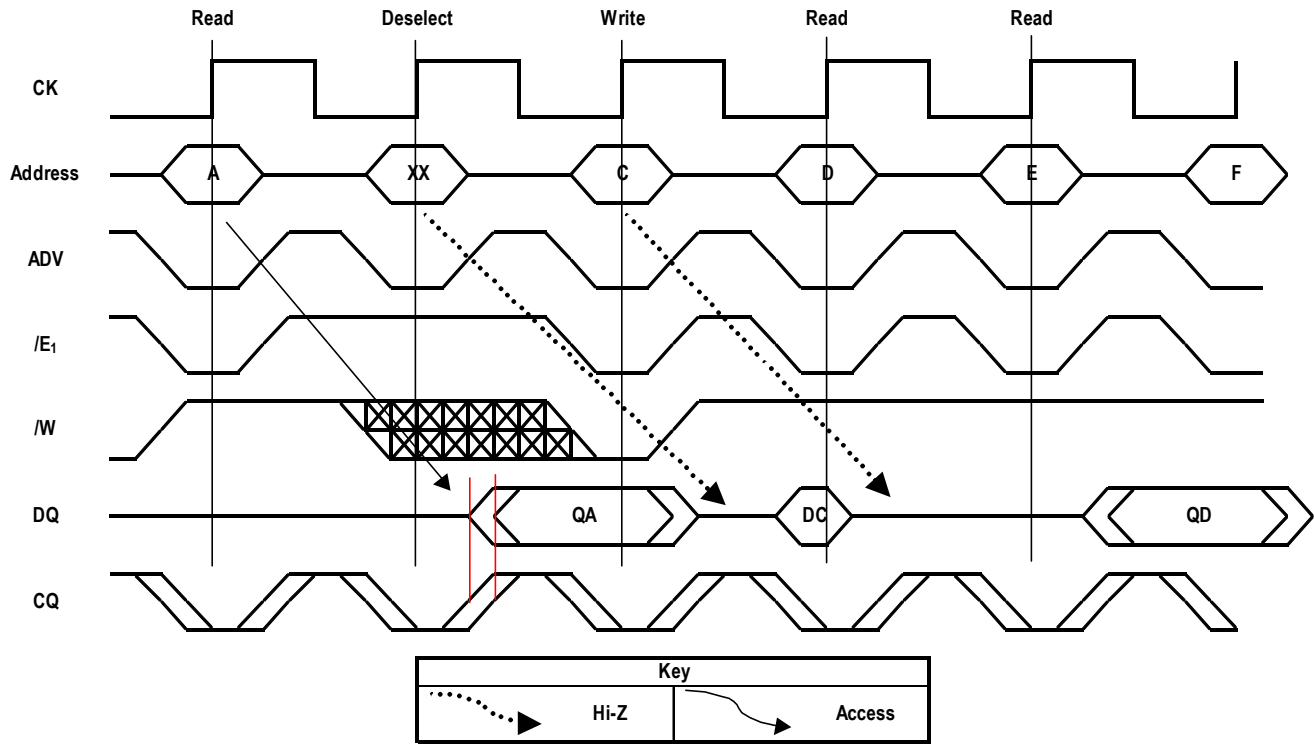 Read Deselect Write Read Read
CK
Address A XX C D E F
ADV
/E₁
/W
DQ QA DC QD
CQ
Key
Hi-Z Access